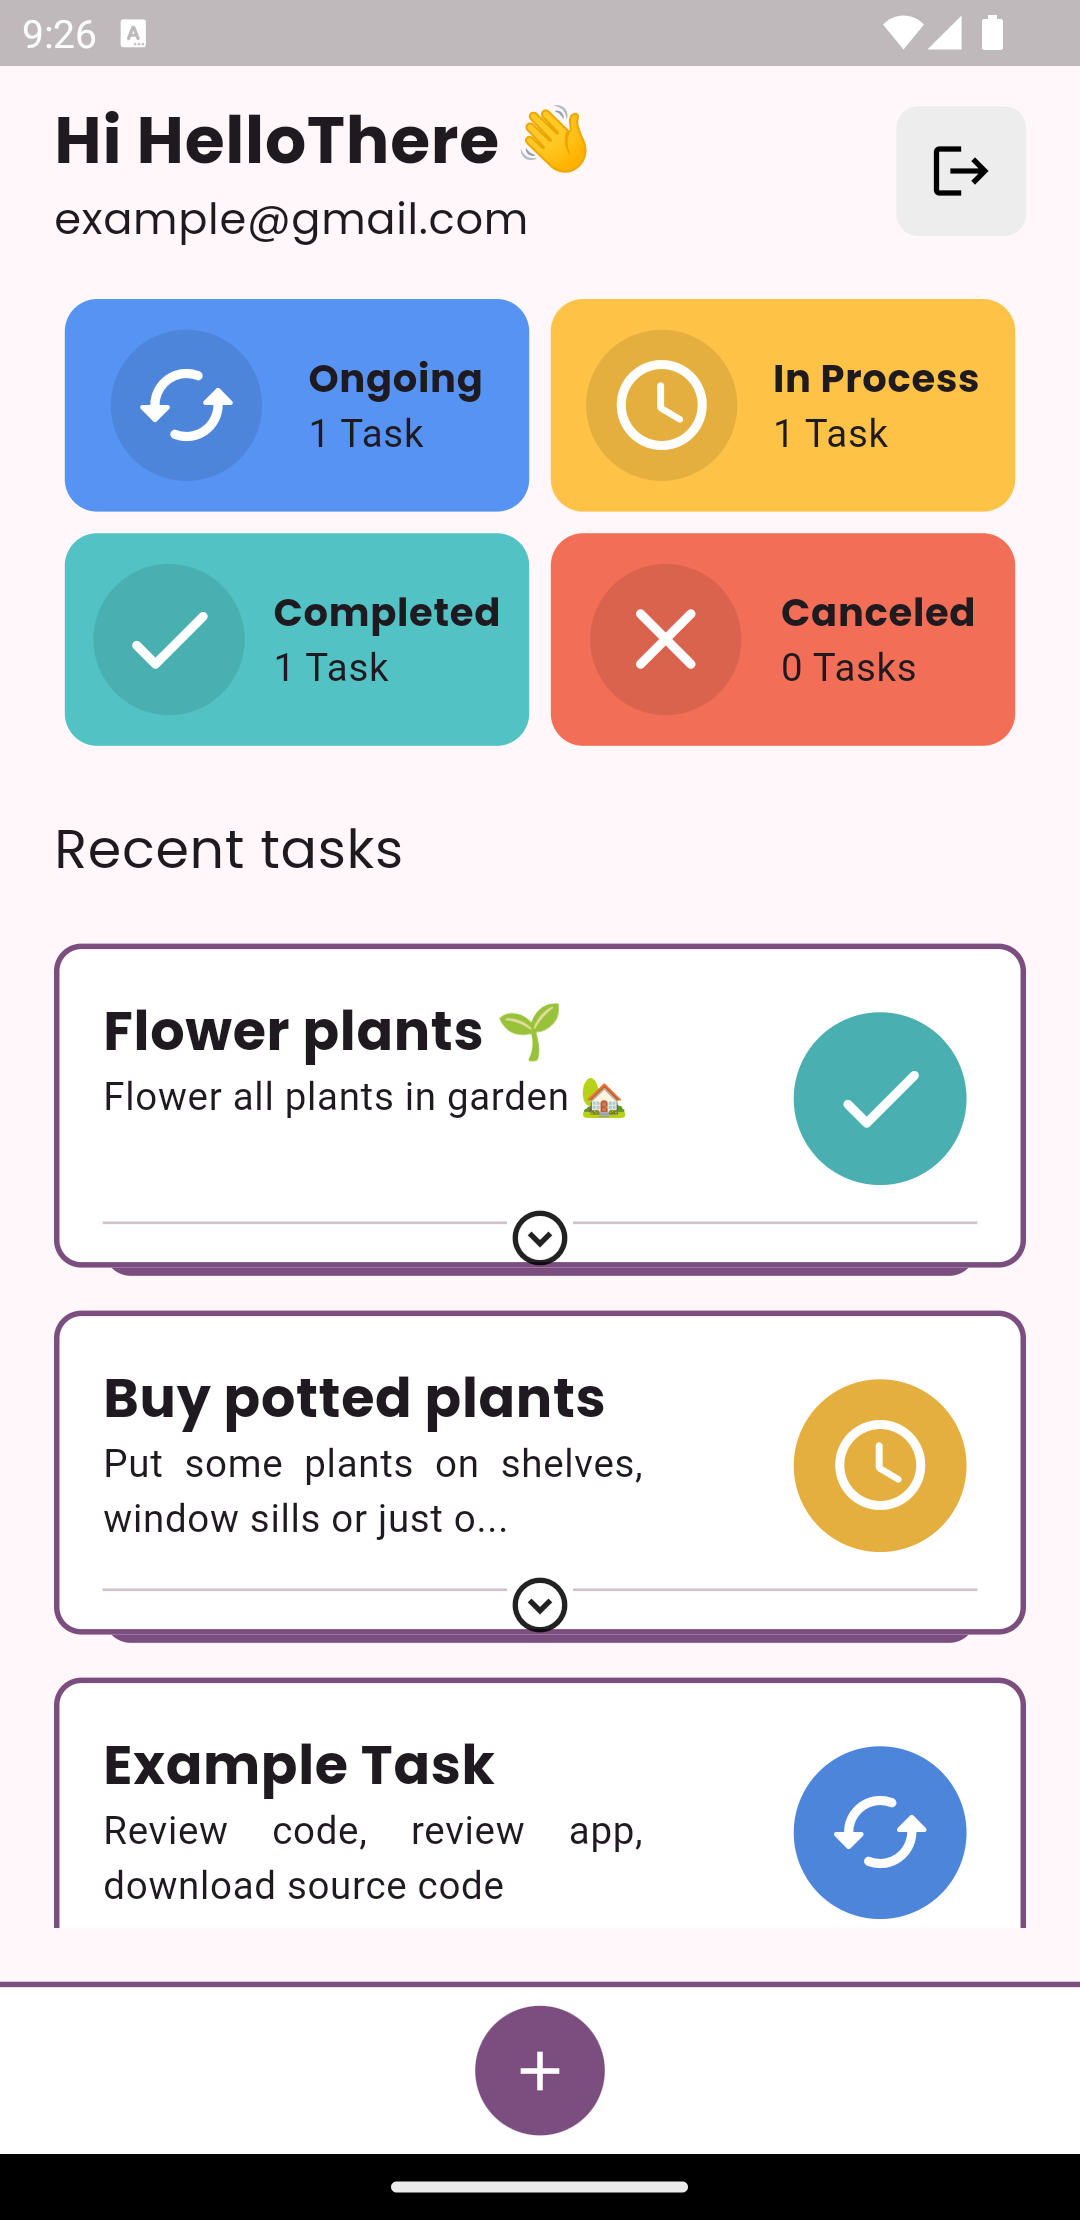 9:26
Hi HelloThere 👋
example@gmail.com
Ongoing
1 Task
In Process
1 Task
Completed
1 Task
Canceled
0 Tasks
Recent tasks
Flower plants 🌱
Flower all plants in garden 🏡
Buy potted plants
Put some plants on shelves,
window sills or just o...
Example Task
Review code, review app,
download source code